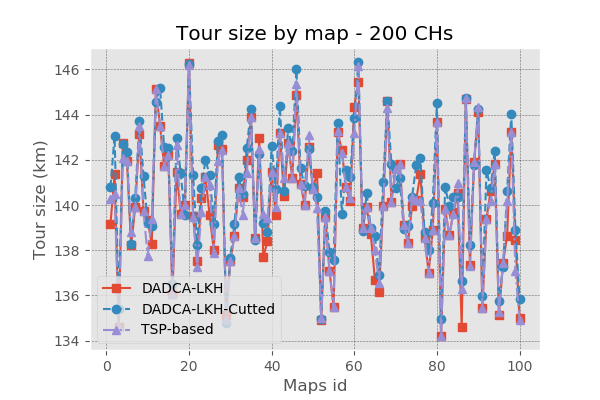 Tour size by map - 200 CHs
146
144
142
140
138
136
134
Tour size (km)
DADCA-LKH
DADCA-LKH-Cutted
TSP-based
0 20 40 60 80 100
Maps id